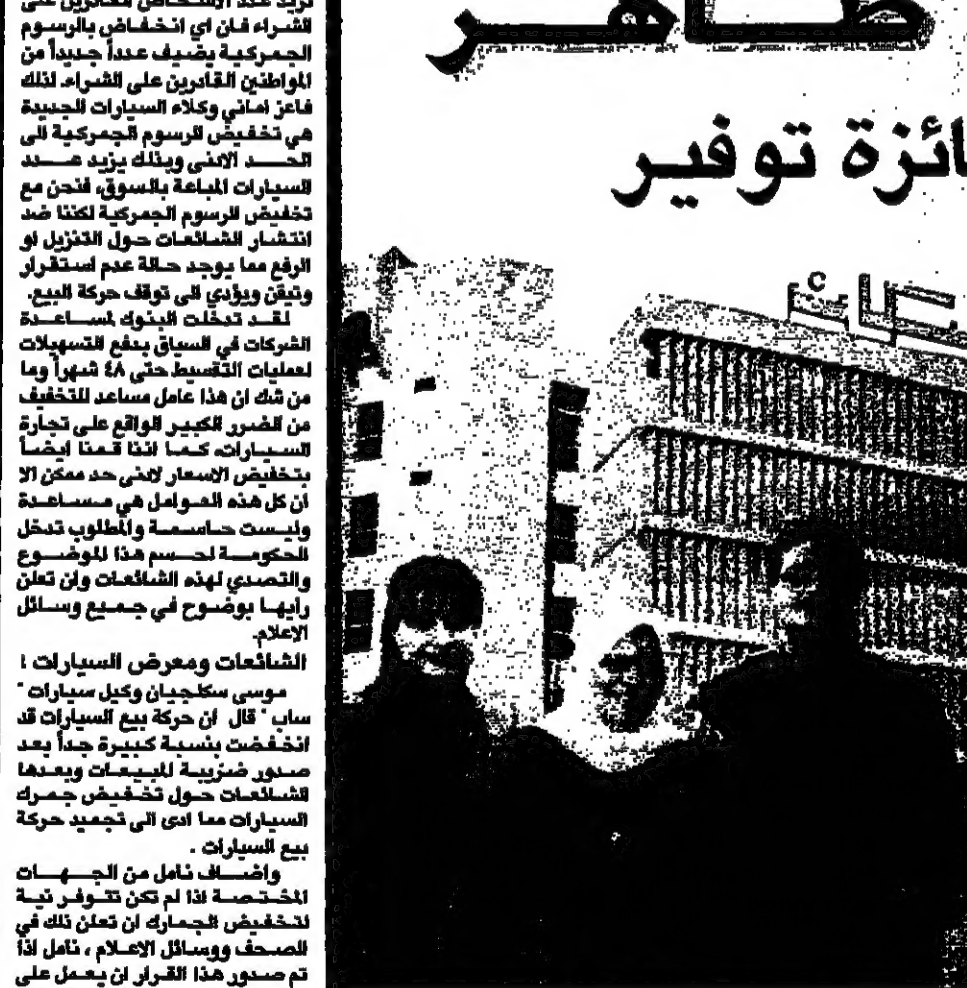 ظـــاهـــر
ائزة توفير
تزيد عدد الاشخاص القادرين على
الشراء فان اي انخفاض بالرسوم
الجمركية يضيف عدداً جديداً من
المواطنين القادرين على الشراء. لذلك
فاعز اماني وكلاء السيارات الجديدة
هي تخفيض الرسوم الجمركية الى
الحد الادنى وبذلك يزيد عدد
السيارات المباعة بالسوق، فنحن مع
تخفيض الرسوم الجمركية لكننا ضد
انتشار الشائعات حول التنزيل او
الرفع مما يوجد حالة عدم استقرار
وتيقن ويؤدي الى توقف حركة البيع.
لقد تدخلت البنوك لمساعدة
الشركات في السياق بدفع التسهيلات
لعمليات التقسيط حتى ٤٨ شهراً وما
من شك ان هذا عامل مساعد للتخفيف
من الضرر الكبير الواقع على تجارة
السيارات، كما اننا قمنا ايضاً
بتخفيض الاسعار لادنى حد ممكن الا
ان كل هذه العوامل هي مساعدة
وليست حاسمة والمطلوب تدخل
الحكومة لحسم هذا الموضوع
والتصدي لهذه الشائعات وان تعلن
رايها بوضوح في جميع وسائل
الاعلام.
الشائعات ومعرض السيارات :
موسى سكلجيان وكيل سيارات "
ساب " قال ان حركة بيع السيارات قد
انخفضت بنسبة كبيرة جداً بعد
صدور ضريبة المبيعات وبعدها
الشائعات حول تخفيض جمرك
السيارات مما ادى الى تجميد حركة
بيع السيارات .
واضاف نامل من الجهات
المختصة اذا لم تكن تتوفر نية
لتخفيض الجمارك ان تعلن ذلك في
الصحف ووسائل الاعلام ، نامل اذا
تم صدور هذا القرار ان يعمل على